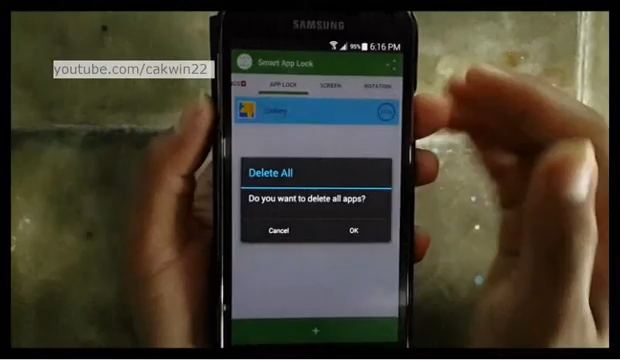 SAMSUNG
95% 6:16 PM
youtube.com/cakwin22
Smart App Lock
APP LOCK SCREEN ROTATION
Delete All
Do you want to delete all apps?
Cancel OK
+